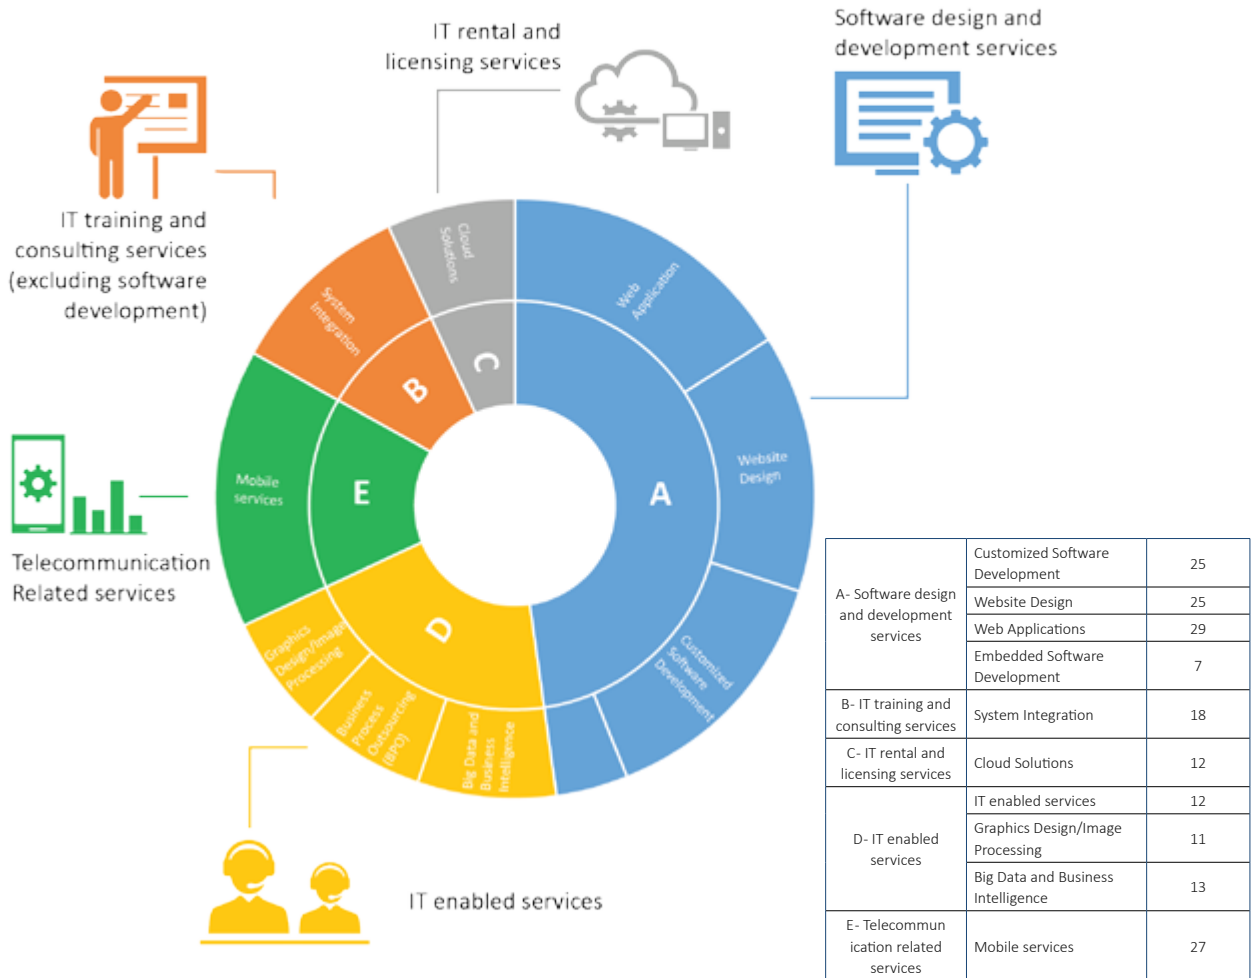 IT rental and
licensing services
Software design and
development services
IT training and
consulting services
(excluding software
development)
Telecommunication
Related services
IT enabled services
Cloud
Solutions
Web
Application
System
Integration
B
C
Website
Design
Mobile
services
E
A
D
Customized
Software
Development
Graphics
Design/Image
Processing
Business
Process
Outsourcing
(BPO)
Big Data and
Business
Intelligence
A- Software design
and development
services
Customized Software
Development
25
Website Design
25
Web Applications
29
Embedded Software
Development
7
B- IT training and
consulting services
System Integration
18
C- IT rental and
licensing services
Cloud Solutions
12
D- IT enabled
services
IT enabled services
12
Graphics Design/Image
Processing
11
Big Data and Business
Intelligence
13
E- Telecommun
ication related
services
Mobile services
27